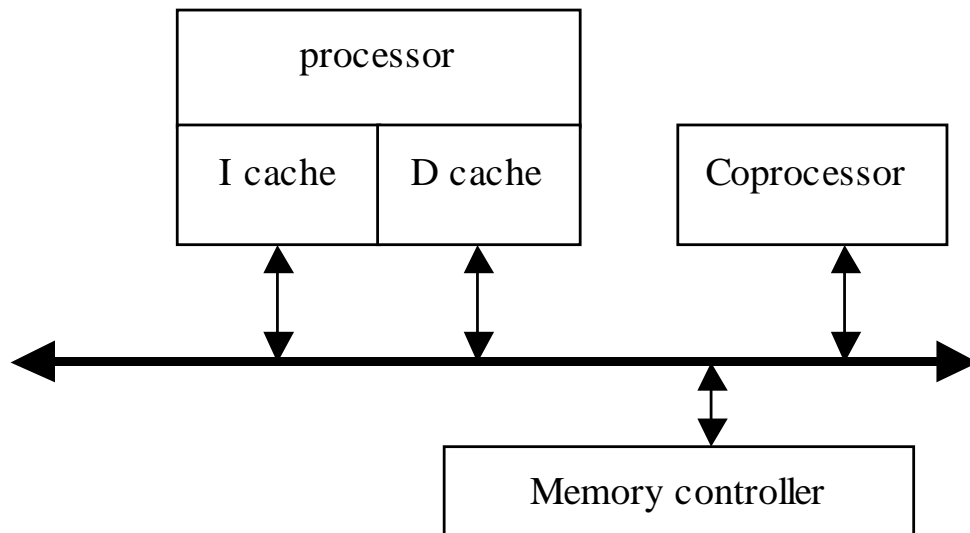 processor
I cache
D cache
Coprocessor
Memory controller